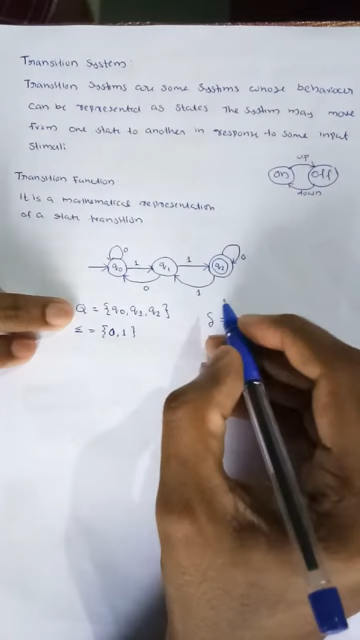 Transition System:
Transition systems are some systems whose behaviour
can be represented as states The system may move
from one state to another in response to some input
stimuli
up
on off
down
Transition Function:
It is a mathematical representation
of a state transition
0 0
q0 1 q1 1 q2
0 1
Q = {q0, q1, q2}
Σ = {0, 1}
δ =